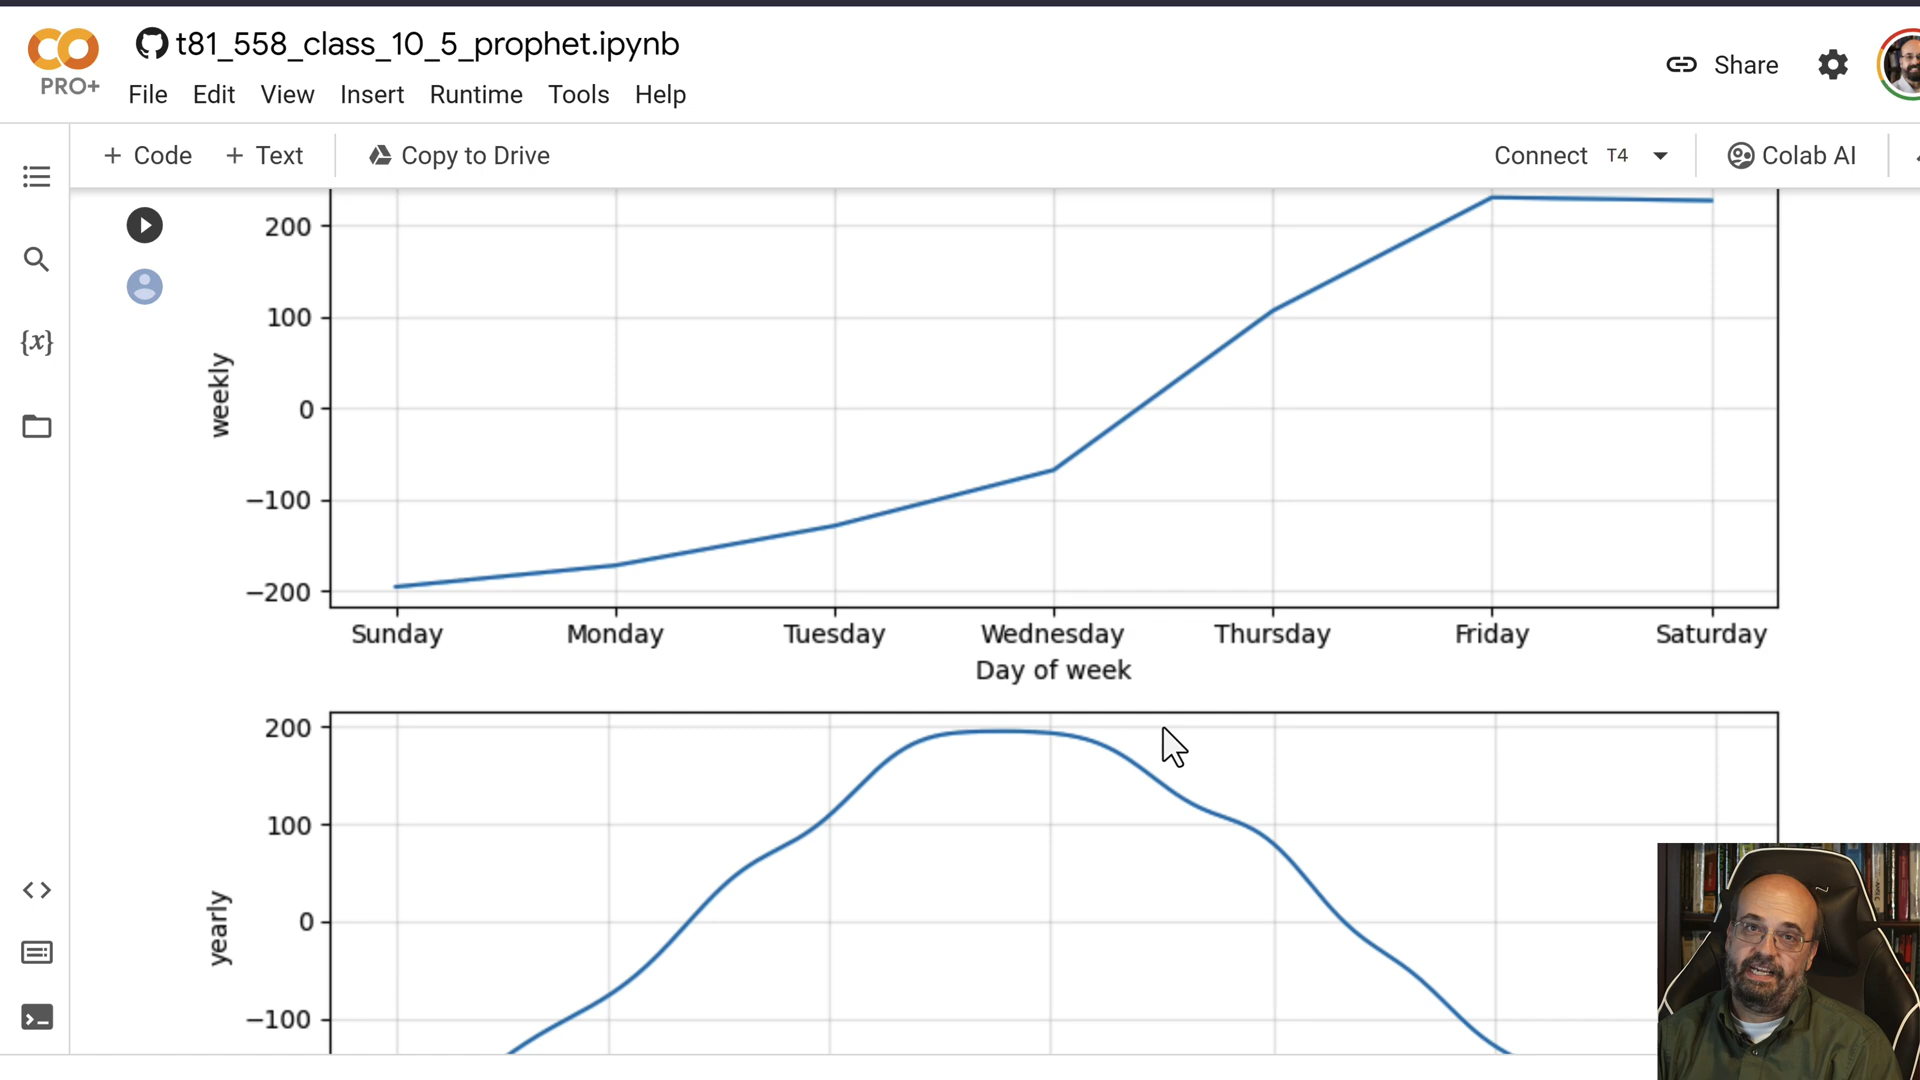 t81_558_class_10_5_prophet.ipynb
PRO+
File Edit View Insert Runtime Tools Help
Share
+ Code + Text Copy to Drive
Connect T4 Colab AI
200
100
0
−100
−200
weekly
{x}
Sunday Monday Tuesday Wednesday Thursday Friday Saturday
Day of week
200
100
0
−100
yearly